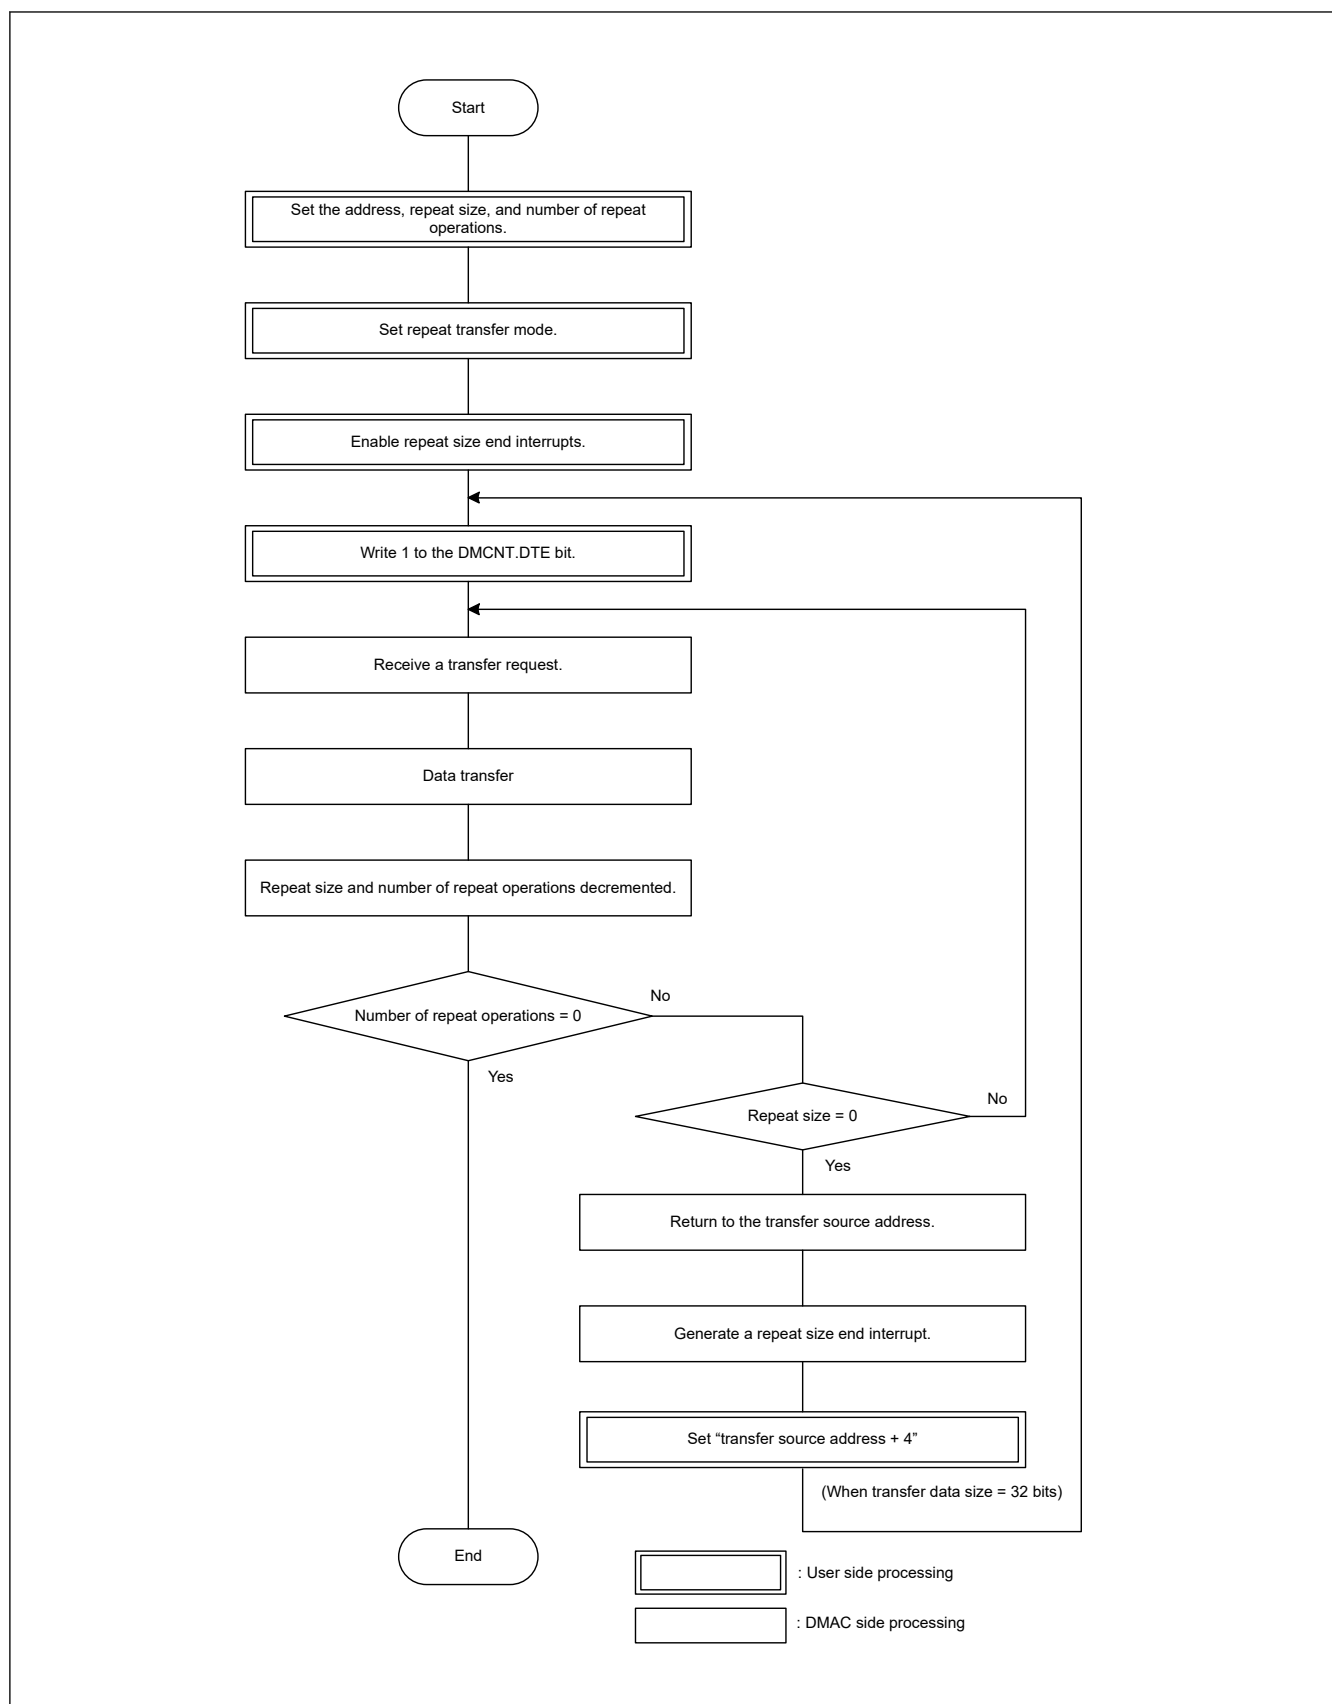 Start
Set the address, repeat size, and number of repeat
operations.
Set repeat transfer mode.
Enable repeat size end interrupts.
Write 1 to the DMCNT.DTE bit.
Receive a transfer request.
Data transfer
Repeat size and number of repeat operations decremented.
No
Number of repeat operations = 0
Yes
No
Repeat size = 0
Yes
Return to the transfer source address.
Generate a repeat size end interrupt.
Set “transfer source address + 4”
(When transfer data size = 32 bits)
End
: User side processing
: DMAC side processing